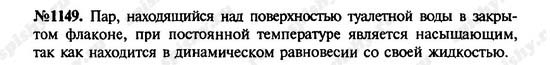 №1149. Пар, находящийся над поверхностью туалетной воды в закры-
том флаконе, при постоянной температуре является насыщающим,
так как находится в динамическом равновесии со своей жидкостью.